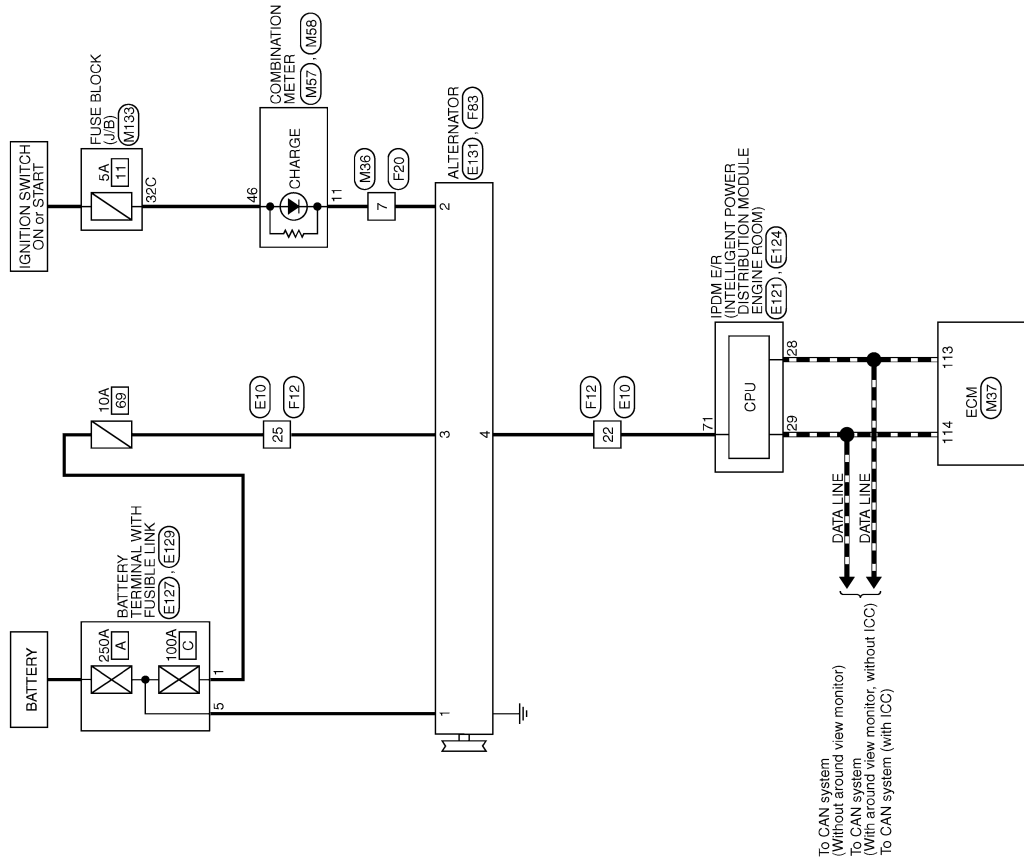 BATTERY
IGNITION SWITCH
ON or START
250A
A
100A
C
BATTERY
TERMINAL WITH
FUSIBLE LINK
E127 , E129
5
1
10A
69
5A
11
FUSE BLOCK
(J/B)
M133
32C
46
CHARGE
COMBINATION
METER
M57 , M58
11
25
E10
F12
7
M36
F20
1
3
2
4
ALTERNATOR
E131 , F83
22
F12
E10
71
CPU
IPDM E/R
(INTELLIGENT POWER
DISTRIBUTION MODULE
ENGINE ROOM)
E121 , E124
29
28
DATA LINE
DATA LINE
To CAN system
(Without around view monitor)
To CAN system
(With around view monitor, without ICC)
To CAN system (with ICC)
114
113
ECM
M37